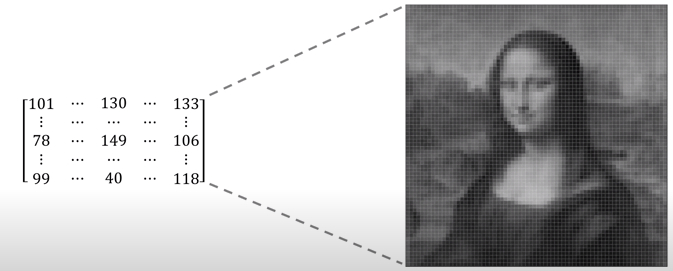 101 ⋯ 130 ⋯ 133
⋮ ⋯ ⋯ ⋯ ⋮
78 ⋯ 149 ⋯ 106
⋮ ⋯ ⋯ ⋯ ⋮
99 ⋯ 40 ⋯ 118